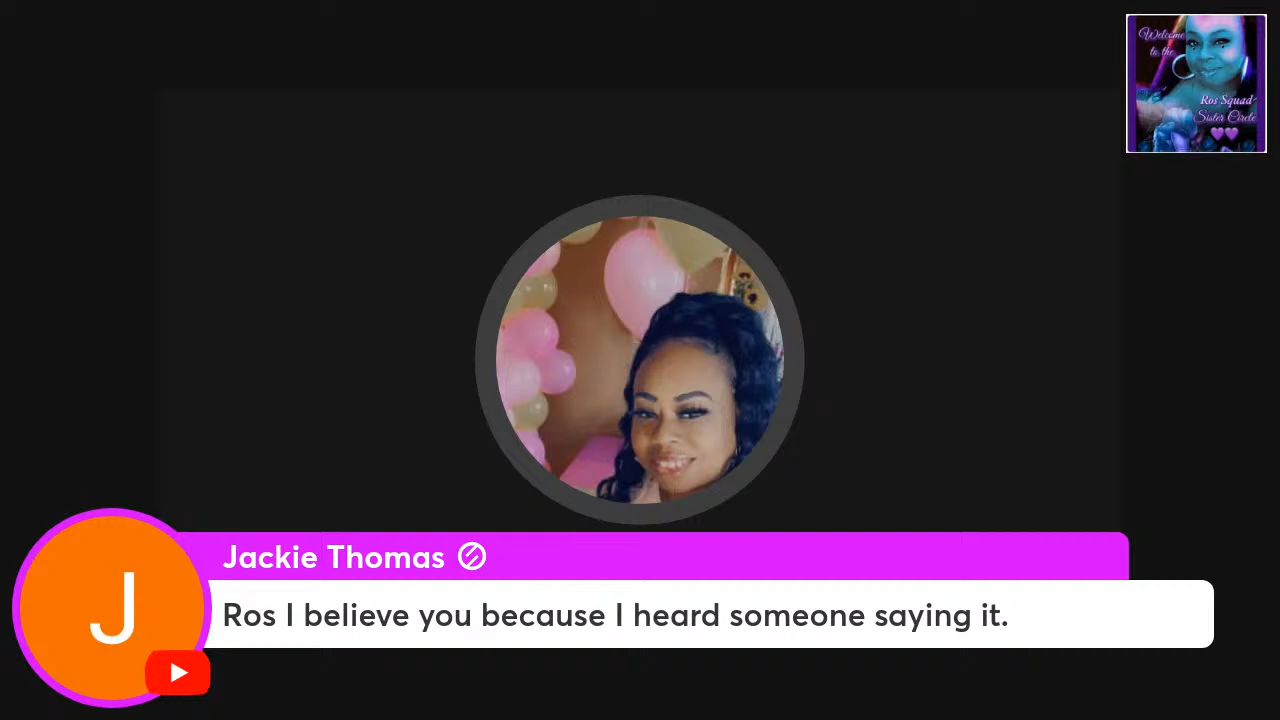 Welcome
to the
Ros Squad
Sister Circle
J
Jackie Thomas
Ros I believe you because I heard someone saying it.